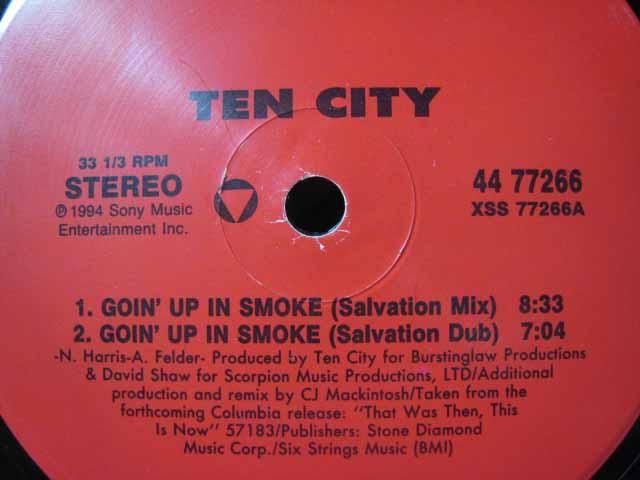 TEN CITY
33 1/3 RPM
STEREO
℗ 1994 Sony Music
Entertainment Inc.
44 77266
XSS 77266A
1. GOIN' UP IN SMOKE (Salvation Mix) 8:33
2. GOIN' UP IN SMOKE (Salvation Dub) 7:04
-N. Harris-A. Felder- Produced by Ten City for Burstinglaw Productions
& David Shaw for Scorpion Music Productions, LTD/Additional
production and remix by CJ Mackintosh/Taken from the
forthcoming Columbia release: "That Was Then, This
Is Now" 57183/Publishers: Stone Diamond
Music Corp./Six Strings Music (BMI)